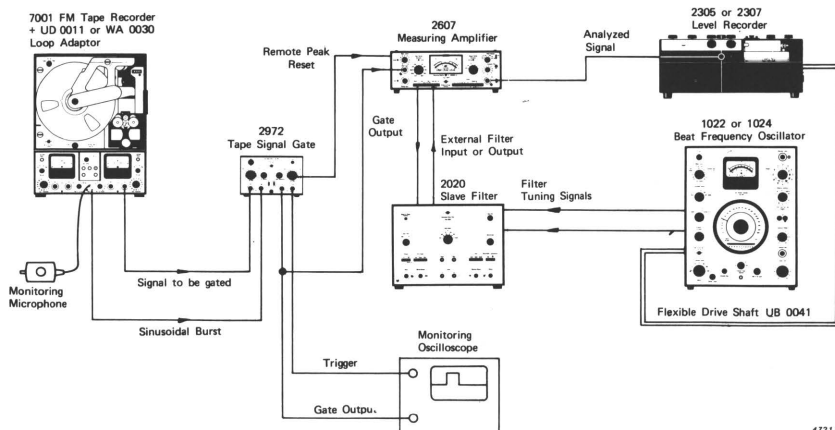 7001 FM Tape Recorder
+ UD 0011 or WA 0030
Loop Adaptor
2607
Measuring Amplifier
2305 or 2307
Level Recorder
Analyzed
Signal
Remote Peak
Reset
Gate
Output
External Filter
Input or Output
1022 or 1024
Beat Frequency Oscillator
2972
Tape Signal Gate
2020
Slave Filter
Filter
Tuning Signals
Monitoring
Microphone
Signal to be gated
Sinusoidal Burst
Flexible Drive Shaft UB 0041
Monitoring
Oscilloscope
Trigger
Gate Outpu.